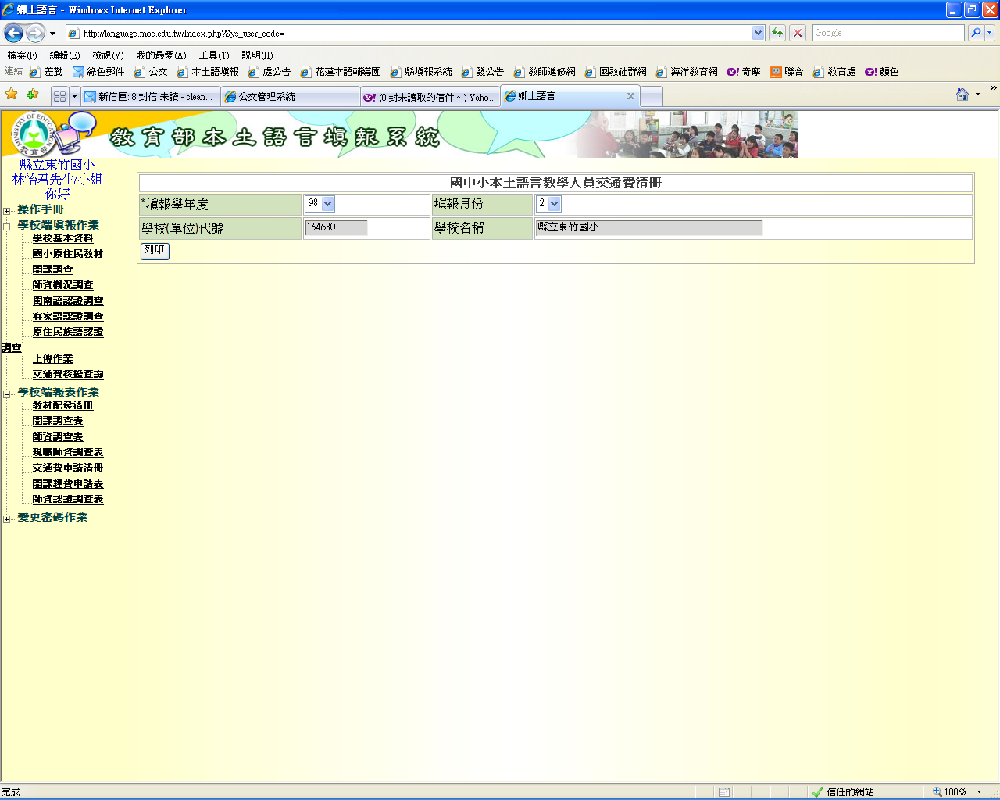 鄉土語言 - Windows Internet Explorer
http://language.moe.edu.tw/Index.php?Sys_user_code=
Google
檔案(F) 編輯(E) 檢視(V) 我的最愛(A) 工具(T) 說明(H)
連結 差勤 綠色郵件 公文 本土語填報 處公告 花蓮本語輔導團 縣填報系統 發公告 教師進修網 國教社群網 海洋教育網 奇摩 聯合 教育處 顏色
新信匣: 8 封信 未讀 - clean... 公文管理系統 (0 封未讀取的信件。) Yaho... 鄉土語言
MINISTRY OF EDUCATION 教育部
教育部本土語言填報系統
縣立東竹國小
林怡君先生/小姐
你好
操作手冊
學校端填報作業
學校基本資料
國小原住民教材
開課調查
師資概況調查
閩南語認證調查
客家語認證調查
原住民族語認證
調查
上傳作業
交通費核撥查詢
學校端報表作業
教材配發清冊
開課調查表
師資調查表
現職師資調查表
交通費申請清冊
開課經費申請表
師資認證調查表
變更密碼作業
國中小本土語言教學人員交通費清冊
*填報學年度 98 填報月份 2
學校(單位)代號 154680 學校名稱 縣立東竹國小
列印
完成 信任的網站 100%